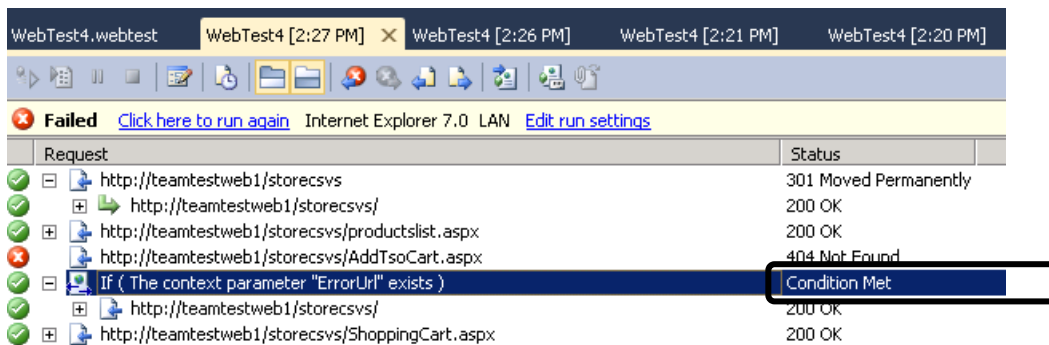 WebTest4.webtest WebTest4 [2:27 PM] WebTest4 [2:26 PM] WebTest4 [2:21 PM] WebTest4 [2:20 PM]
Failed Click here to run again Internet Explorer 7.0 LAN Edit run settings
Request Status
http://teamtestweb1/storecsvs 301 Moved Permanently
http://teamtestweb1/storecsvs/ 200 OK
http://teamtestweb1/storecsvs/productslist.aspx 200 OK
http://teamtestweb1/storecsvs/AddTsoCart.aspx 404 Not Found
If ( The context parameter "ErrorUrl" exists ) Condition Met
http://teamtestweb1/storecsvs/ 200 OK
http://teamtestweb1/storecsvs/ShoppingCart.aspx 200 OK